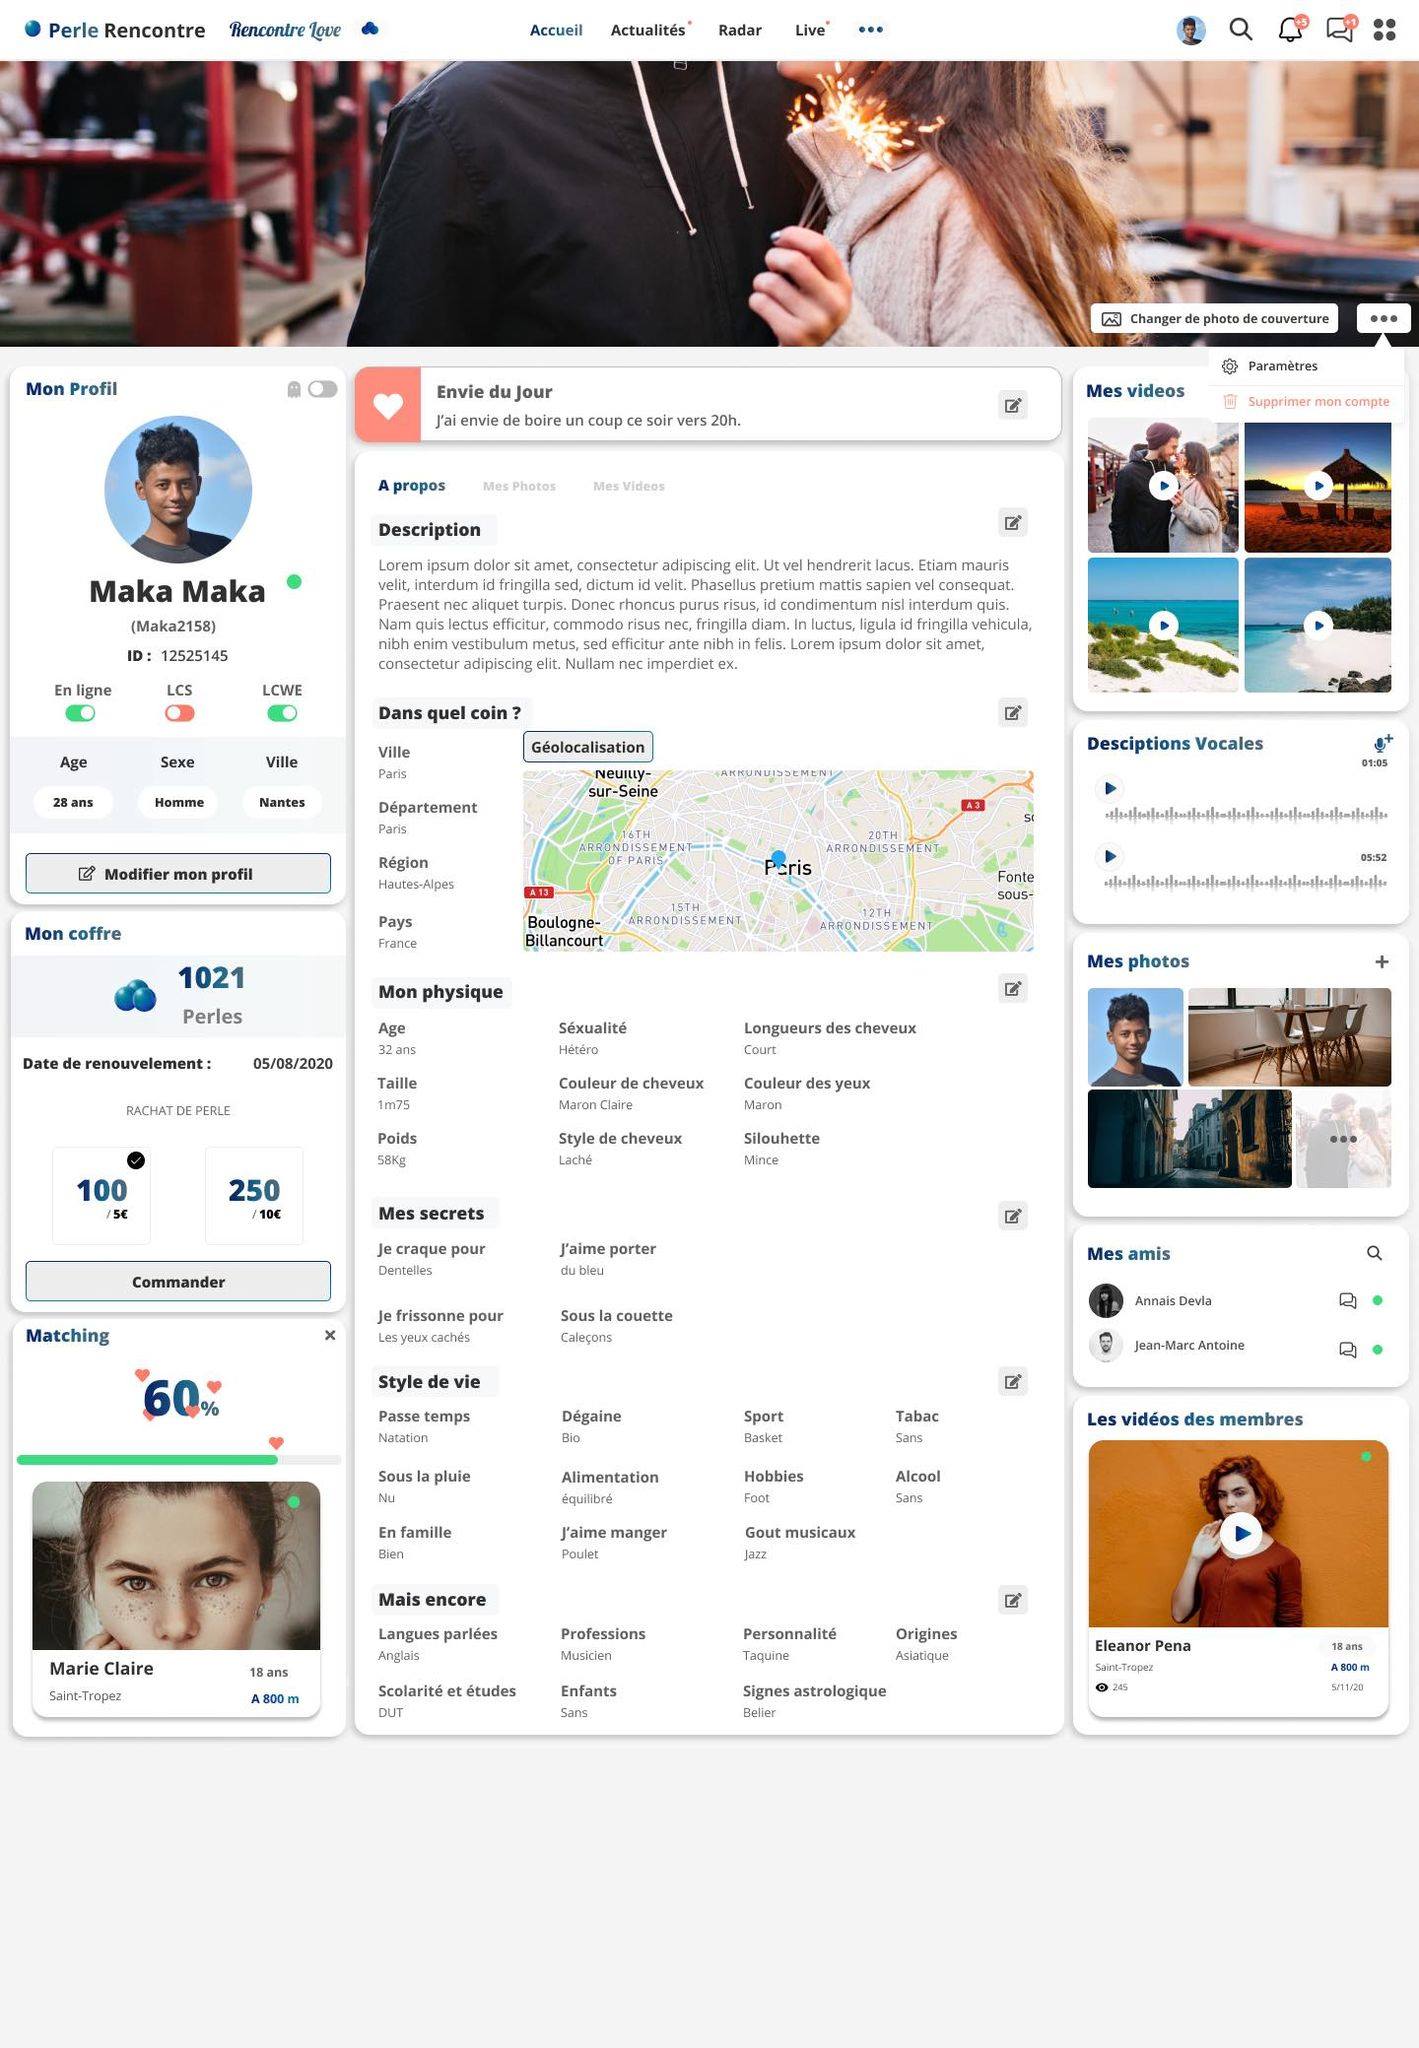 Perle Rencontre
Rencontre Love
Accueil
Actualités
Radar
Live
+5
+1
Changer de photo de couverture
Paramètres
Supprimer mon compte
Mon Profil
Maka Maka
(Maka2158)
ID : 12525145
En ligne LCS LCWE
Age Sexe Ville
28 ans Homme Nantes
Modifier mon profil
Mon coffre
1021
Perles
Date de renouvelement : 05/08/2020
RACHAT DE PERLE
100 250
/ 5€ / 10€
Commander
Matching
60%
Marie Claire 18 ans
Saint-Tropez A 800 m
Envie du Jour
J'ai envie de boire un coup ce soir vers 20h.
A propos Mes Photos Mes Videos
Description
Lorem ipsum dolor sit amet, consectetur adipiscing elit. Ut vel hendrerit lacus. Etiam mauris
velit, interdum id fringilla sed, dictum id velit. Phasellus pretium mattis sapien vel consequat.
Praesent nec aliquet turpis. Donec rhoncus purus risus, id condimentum nisl interdum quis.
Nam quis lectus efficitur, commodo risus nec, fringilla diam. In luctus, ligula id fringilla vehicula,
nibh enim vestibulum metus, sed efficitur ante nibh in felis. Lorem ipsum dolor sit amet,
consectetur adipiscing elit. Nullam nec imperdiet ex.
Dans quel coin ?
Ville
Paris
Département
Paris
Région
Hautes-Alpes
Pays
France
Géolocalisation
Neuilly-
sur-Seine
ARRONDISSEMENT
A 3
16TH
ARRONDISSEMENT
OF PARIS
20TH
ARRONDISSEMENT
Paris
A 13
Fonte
sous-
Boulogne-
Billancourt
15TH
ARRONDISSEMENT
12TH
ARRONDISSEMENT
Mon physique
Age Séxualité Longueurs des cheveux
32 ans Hétéro Court
Taille Couleur de cheveux Couleur des yeux
1m75 Maron Claire Maron
Poids Style de cheveux Silouhette
58Kg Laché Mince
Mes secrets
Je craque pour J'aime porter
Dentelles du bleu
Je frissonne pour Sous la couette
Les yeux cachés Caleçons
Style de vie
Passe temps Dégaine Sport Tabac
Natation Bio Basket Sans
Sous la pluie Alimentation Hobbies Alcool
Nu équilibré Foot Sans
En famille J'aime manger Gout musicaux
Bien Poulet Jazz
Mais encore
Langues parlées Professions Personnalité Origines
Anglais Musicien Taquine Asiatique
Scolarité et études Enfants Signes astrologique
DUT Sans Belier
Mes videos
Desciptions Vocales
01:05
05:52
Mes photos
Mes amis
Annais Devla
Jean-Marc Antoine
Les vidéos des membres
Eleanor Pena 18 ans
Saint-Tropez A 800 m
245 5/11/20